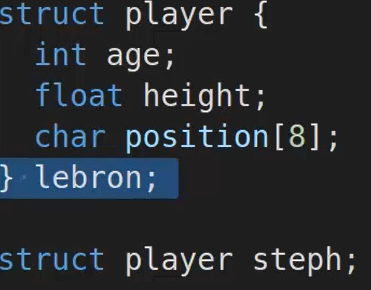 struct player {
  int age;
  float height;
  char position[8];
} lebron;
struct player steph;